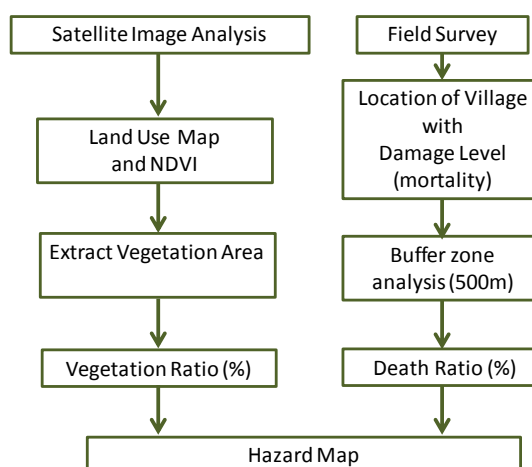 Satellite Image Analysis
Land Use Map
and NDVI
Extract Vegetation Area
Vegetation Ratio (%)
Field Survey
Location of Village
with
Damage Level
(mortality)
Buffer zone
analysis (500m)
Death Ratio (%)
Hazard Map